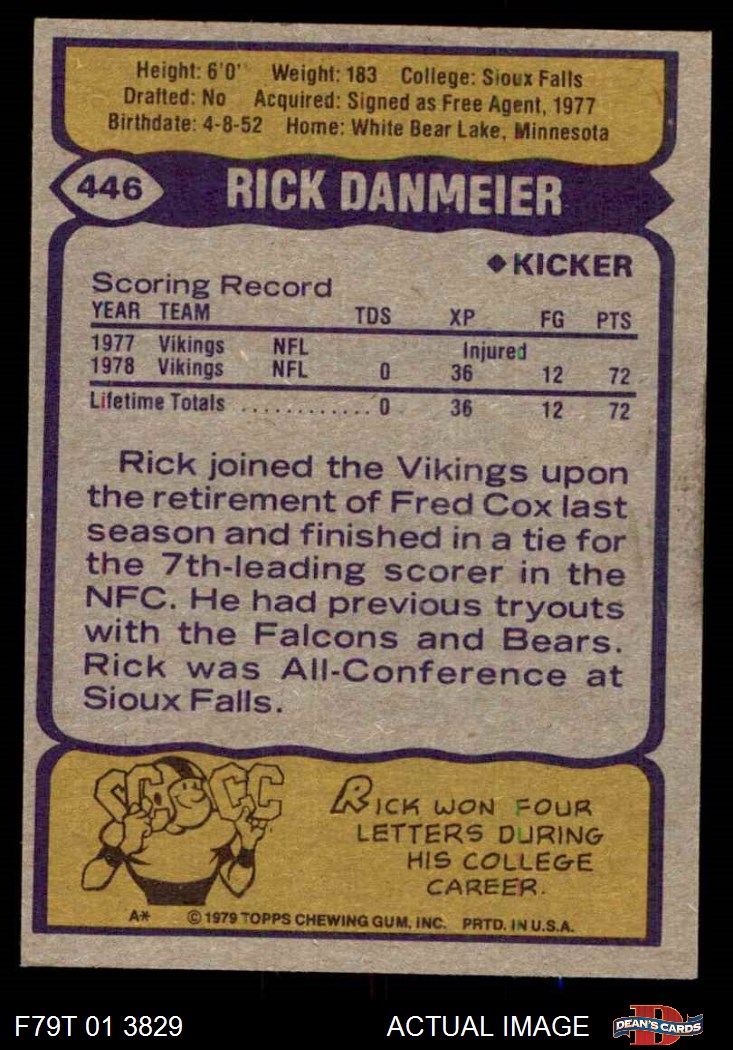 Height: 6'0" Weight: 183 College: Sioux Falls
Drafted: No Acquired: Signed as Free Agent, 1977
Birthdate: 4-8-52 Home: White Bear Lake, Minnesota
446 RICK DANMEIER
◆ KICKER
Scoring Record
YEAR TEAM TDS XP FG PTS
1977 Vikings NFL Injured
1978 Vikings NFL 0 36 12 72
Lifetime Totals ............ 0 36 12 72
Rick joined the Vikings upon
the retirement of Fred Cox last
season and finished in a tie for
the 7th-leading scorer in the
NFC. He had previous tryouts
with the Falcons and Bears.
Rick was All-Conference at
Sioux Falls.
CC CC
RICK WON FOUR
LETTERS DURING
HIS COLLEGE
CAREER.
A* © 1979 TOPPS CHEWING GUM, INC. PRTD. IN U.S.A.
F79T 01 3829 ACTUAL IMAGE DEAN'S CARDS